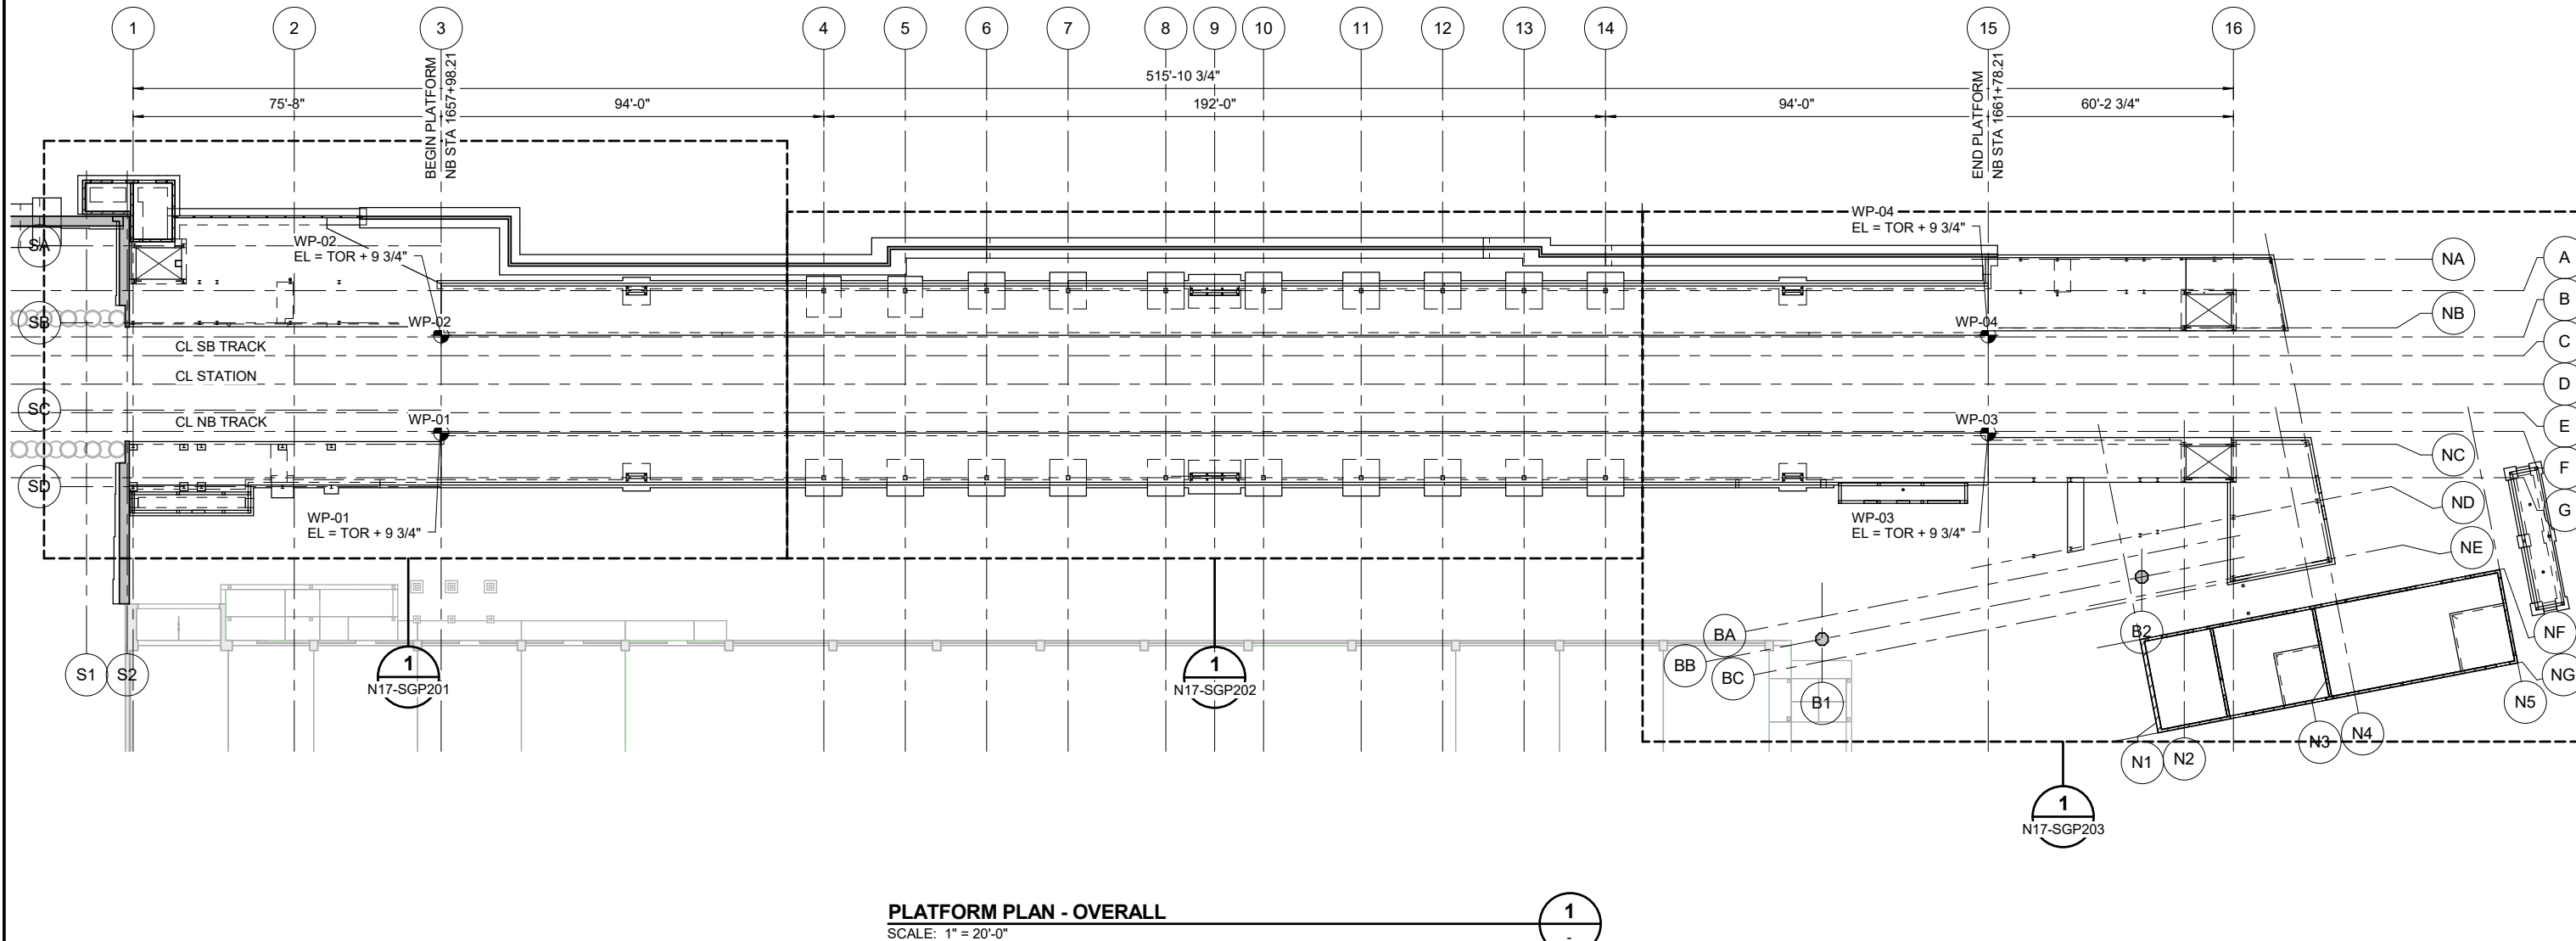 1 2 3 4 5 6 7 8 9 10 11 12 13 14 15 16
BEGIN PLATFORM
NB STA 1657+98.21
END PLATFORM
NB STA 1661+78.21
515'-10 3/4"
75'-8" 94'-0" 192'-0" 94'-0" 60'-2 3/4"
WP-04
EL = TOR + 9 3/4"
WP-02
EL = TOR + 9 3/4"
SA NA A
B
SB WP-02 WP-04 NB
CL SB TRACK C
CL STATION D
SC
CL NB TRACK WP-01 WP-03 E
NC F
SD ND G
WP-01
EL = TOR + 9 3/4"
WP-03
EL = TOR + 9 3/4"
NE
BA B2 NF
BB BC NG
S1 S2
1
N17-SGP201
1
N17-SGP202
B1 N5
N1 N2 N3 N4
1
N17-SGP203
PLATFORM PLAN - OVERALL 1
SCALE: 1" = 20'-0" -